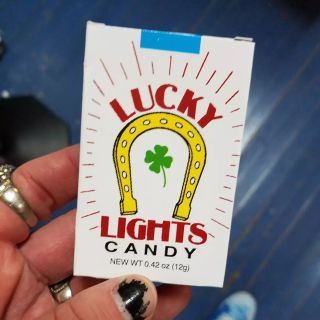 LUCKY
LIGHTS
CANDY
NEW WT 0.42 oz (12g)